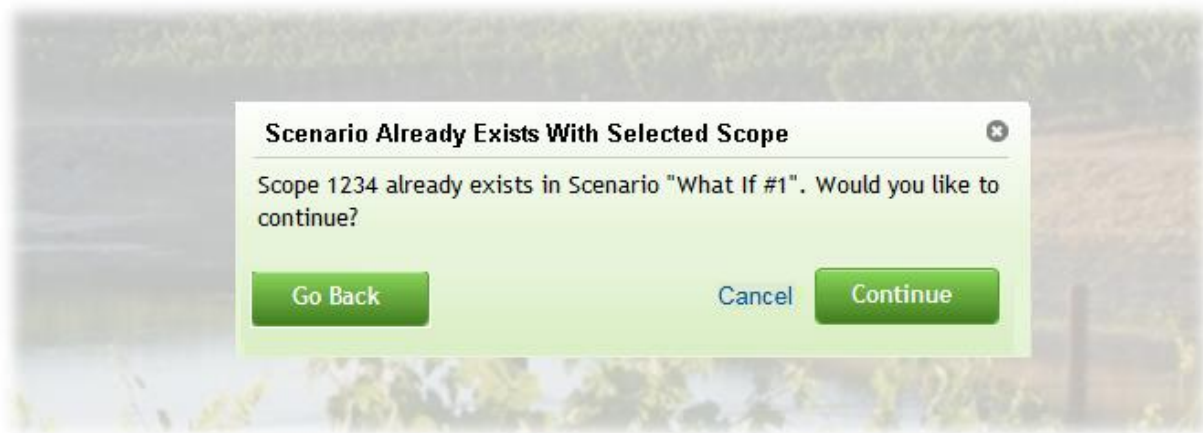 Scenario Already Exists With Selected Scope
Scope 1234 already exists in Scenario "What If #1". Would you like to
continue?
Go Back
Cancel
Continue